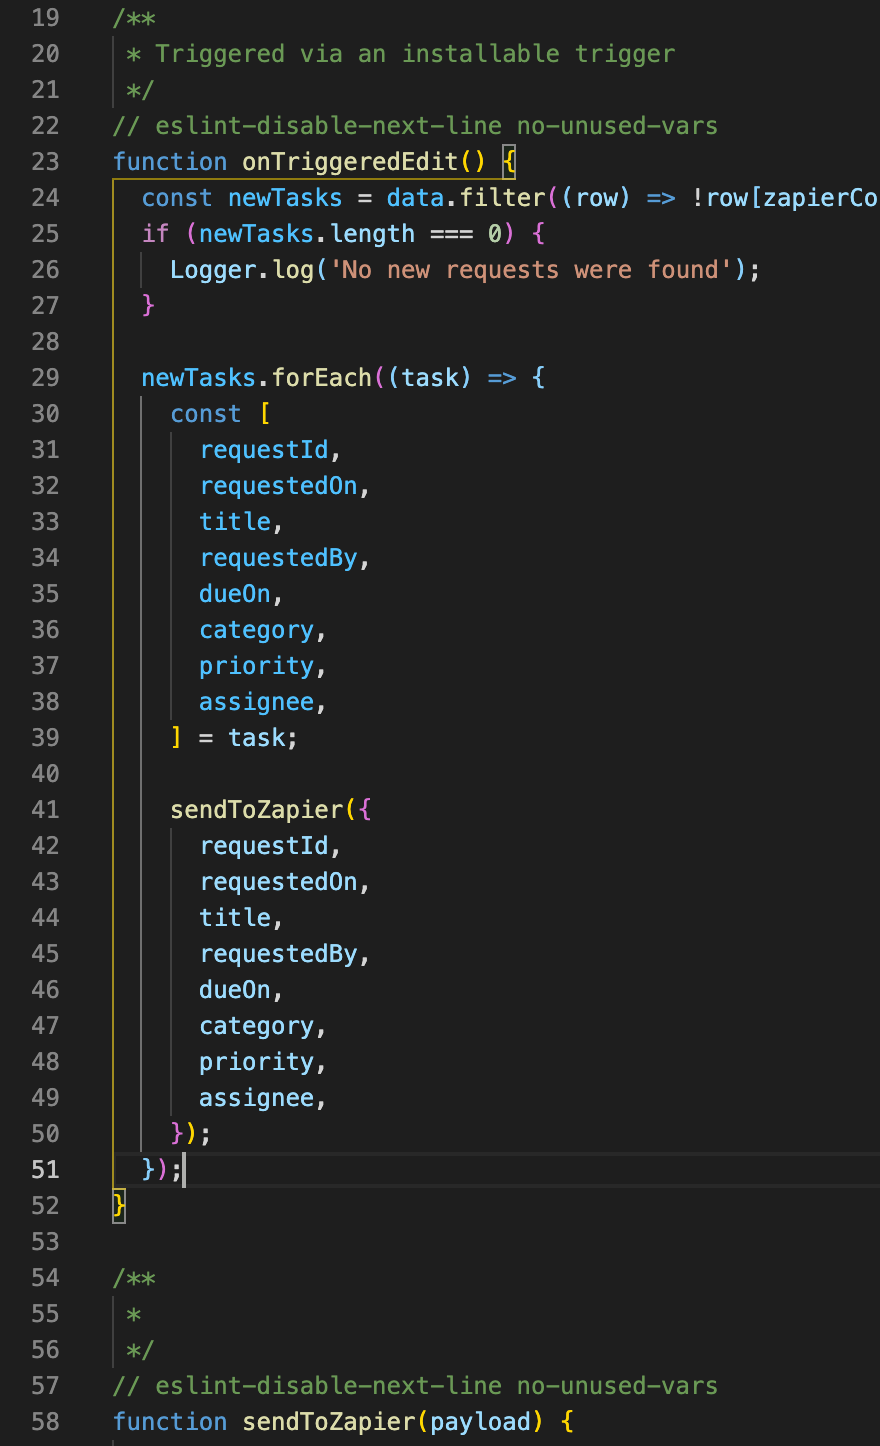 19 /**
20  * Triggered via an installable trigger
21  */
22 // eslint-disable-next-line no-unused-vars
23 function onTriggeredEdit() {
24   const newTasks = data.filter((row) => !row[zapierCo
25   if (newTasks.length === 0) {
26     Logger.log('No new requests were found');
27   }
28
29   newTasks.forEach((task) => {
30     const [
31       requestId,
32       requestedOn,
33       title,
34       requestedBy,
35       dueOn,
36       category,
37       priority,
38       assignee,
39     ] = task;
40
41     sendToZapier({
42       requestId,
43       requestedOn,
44       title,
45       requestedBy,
46       dueOn,
47       category,
48       priority,
49       assignee,
50     });
51   });
52 }
53
54 /**
55  *
56  */
57 // eslint-disable-next-line no-unused-vars
58 function sendToZapier(payload) {